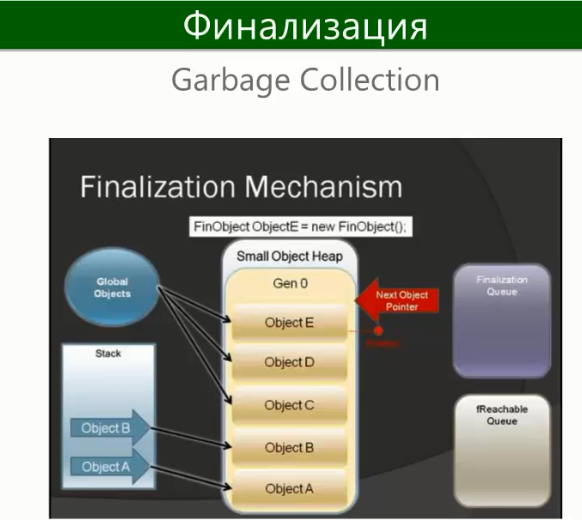 Финализация
Garbage Collection
Finalization Mechanism
FinObject ObjectE = new FinObject();
Small Object Heap
Gen 0
Global
Objects
Next Object
Pointer
Finalization
Queue
Object E
Object D
Object C
Object B
Object A
Stack
Object B
Object A
fReachable
Queue